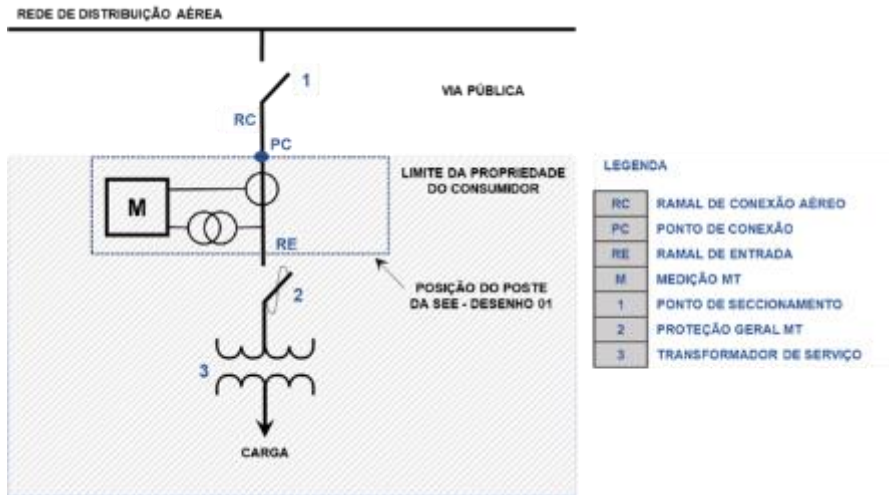 REDE DE DISTRIBUIÇÃO AÉREA
1
VIA PÚBLICA
RC
PC
LIMITE DA PROPRIEDADE
DO CONSUMIDOR
M
RE
POSIÇÃO DO POSTE
DA SEE - DESENHO 01
2
3
CARGA
LEGENDA
RC RAMAL DE CONEXÃO AÉREO
PC PONTO DE CONEXÃO
RE RAMAL DE ENTRADA
M MEDIÇÃO MT
1 PONTO DE SECCIONAMENTO
2 PROTEÇÃO GERAL MT
3 TRANSFORMADOR DE SERVIÇO